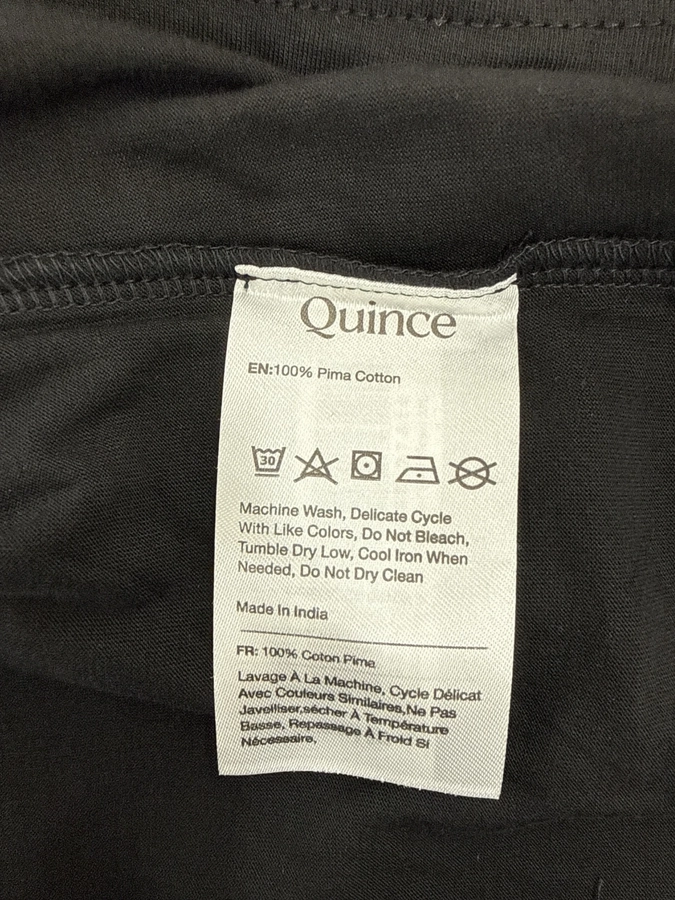 Quince
EN:100% Pima Cotton
30
Machine Wash, Delicate Cycle
With Like Colors, Do Not Bleach,
Tumble Dry Low, Cool Iron When
Needed, Do Not Dry Clean
Made In India
FR: 100% Coton Pima
Lavage À La Machine, Cycle Délicat
Avec Couleurs Similaires,Ne Pas
Javelliser,sécher À Température
Basse, Repassage À Froid Si
Nécessaire,